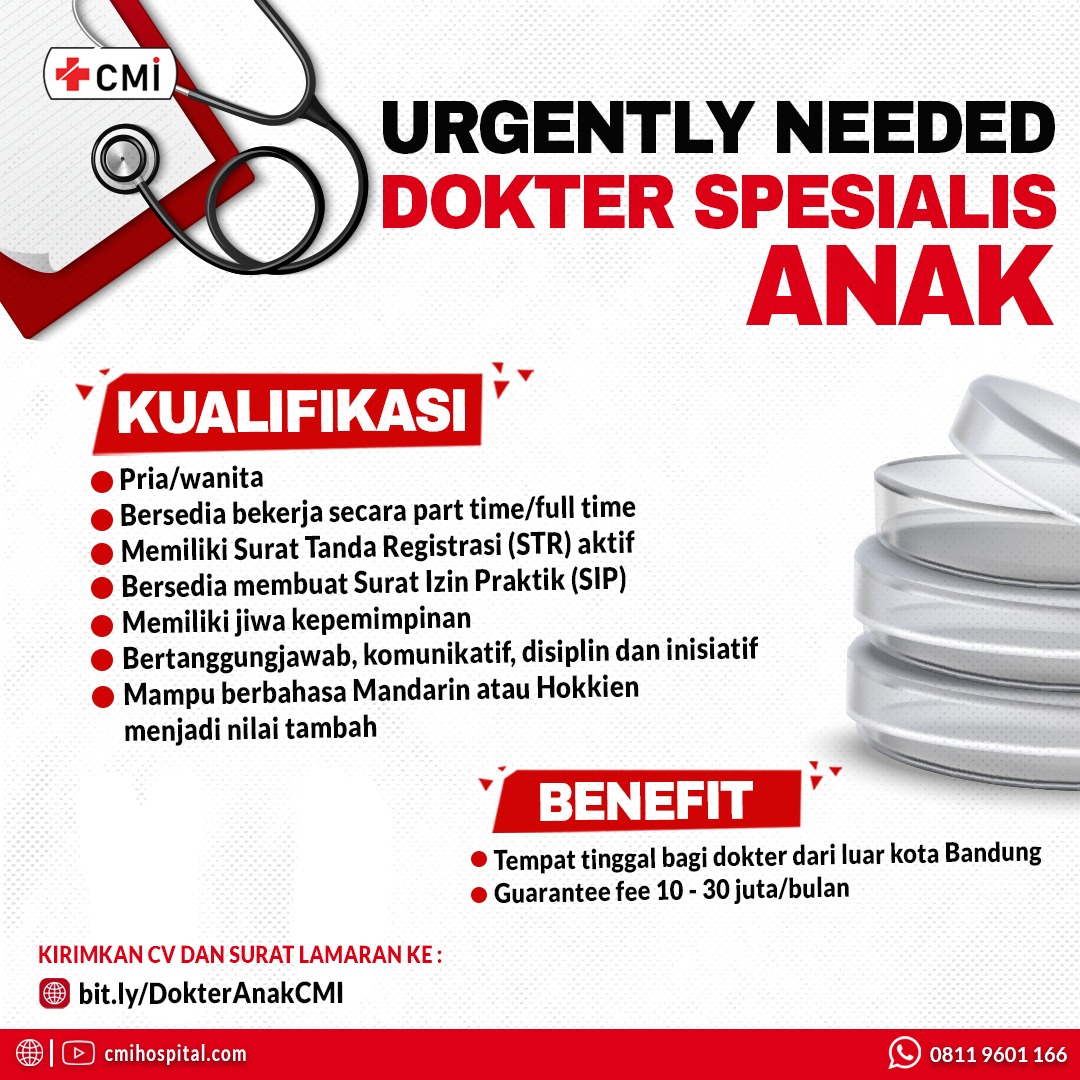 CMI
URGENTLY NEEDED
DOKTER SPESIALIS
ANAK
KUALIFIKASI
Pria/wanita
Bersedia bekerja secara part time/full time
Memiliki Surat Tanda Registrasi (STR) aktif
Bersedia membuat Surat Izin Praktik (SIP)
Memiliki jiwa kepemimpinan
Bertanggungjawab, komunikatif, disiplin dan inisiatif
Mampu berbahasa Mandarin atau Hokkien
menjadi nilai tambah
BENEFIT
Tempat tinggal bagi dokter dari luar kota Bandung
Guarantee fee 10 - 30 juta/bulan
KIRIMKAN CV DAN SURAT LAMARAN KE :
bit.ly/DokterAnakCMI
cmihospital.com
0811 9601 166